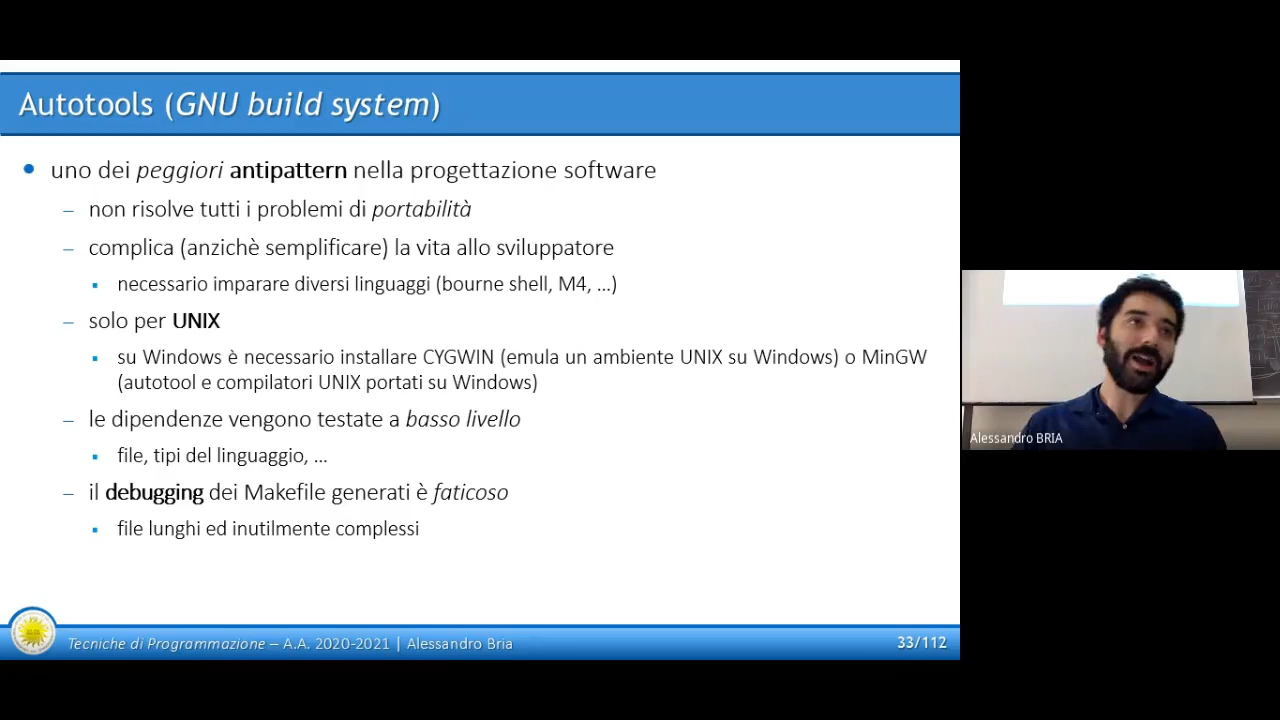 Autotools (GNU build system)
uno dei peggiori antipattern nella progettazione software
– non risolve tutti i problemi di portabilità
– complica (anzichè semplificare) la vita allo sviluppatore
necessario imparare diversi linguaggi (bourne shell, M4, ...)
– solo per UNIX
su Windows è necessario installare CYGWIN (emula un ambiente UNIX su Windows) o MinGW
(autotool e compilatori UNIX portati su Windows)
– le dipendenze vengono testate a basso livello
file, tipi del linguaggio, ...
– il debugging dei Makefile generati è faticoso
file lunghi ed inutilmente complessi
Tecniche di Programmazione – A.A. 2020-2021 | Alessandro Bria
33/112
Alessandro BRIA